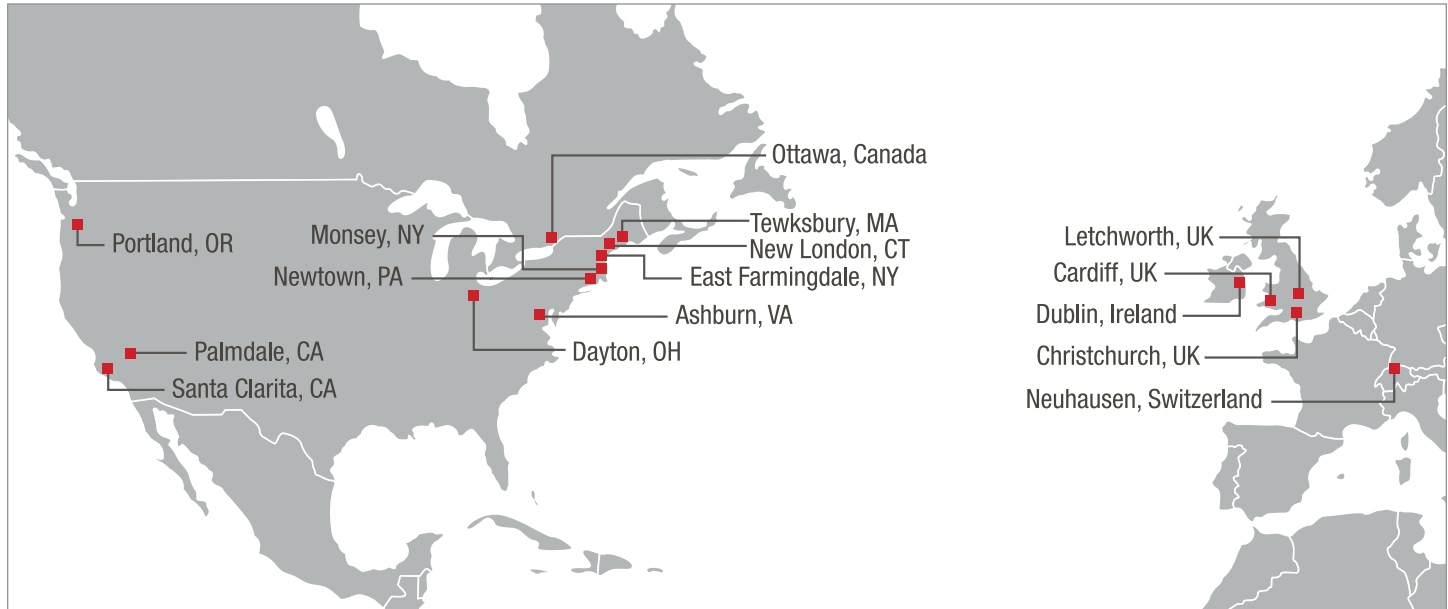 Ottawa, Canada
Tewksbury, MA
Monsey, NY
Portland, OR
New London, CT
Newtown, PA
East Farmingdale, NY
Ashburn, VA
Palmdale, CA
Dayton, OH
Santa Clarita, CA
Letchworth, UK
Cardiff, UK
Dublin, Ireland
Christchurch, UK
Neuhausen, Switzerland